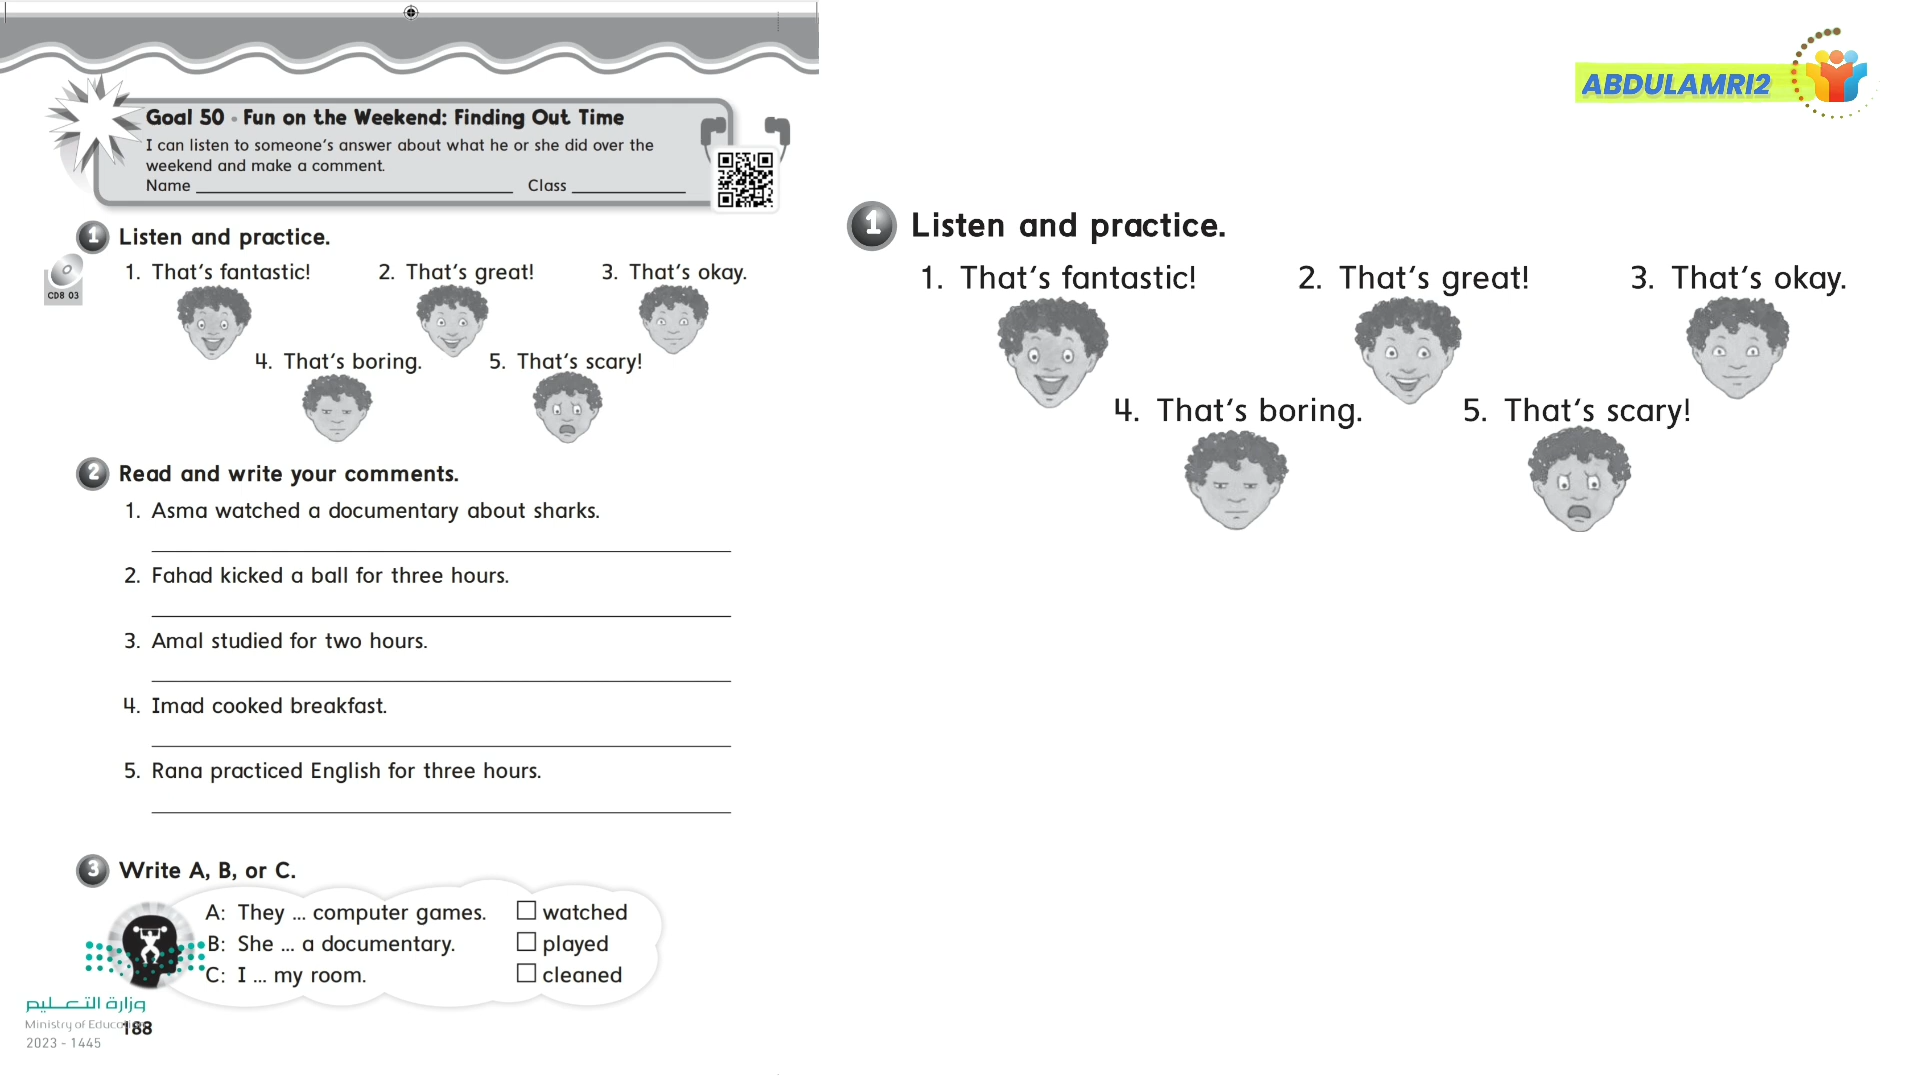 Goal 50 • Fun on the Weekend: Finding Out Time
I can listen to someone's answer about what he or she did over the
weekend and make a comment.
Name ____ Class ____
1 Listen and practice.
CD8 03
1. That's fantastic! 2. That's great! 3. That's okay.
4. That's boring. 5. That's scary!
2 Read and write your comments.
1. Asma watched a documentary about sharks.
2. Fahad kicked a ball for three hours.
3. Amal studied for two hours.
4. Imad cooked breakfast.
5. Rana practiced English for three hours.
3 Write A, B, or C.
A: They ... computer games. □ watched
B: She ... a documentary. □ played
C: I ... my room. □ cleaned
وزارة التعليم
Ministry of Education
188
2023 - 1445
ABDULAMRI2
1 Listen and practice.
1. That's fantastic! 2. That's great! 3. That's okay.
4. That's boring. 5. That's scary!